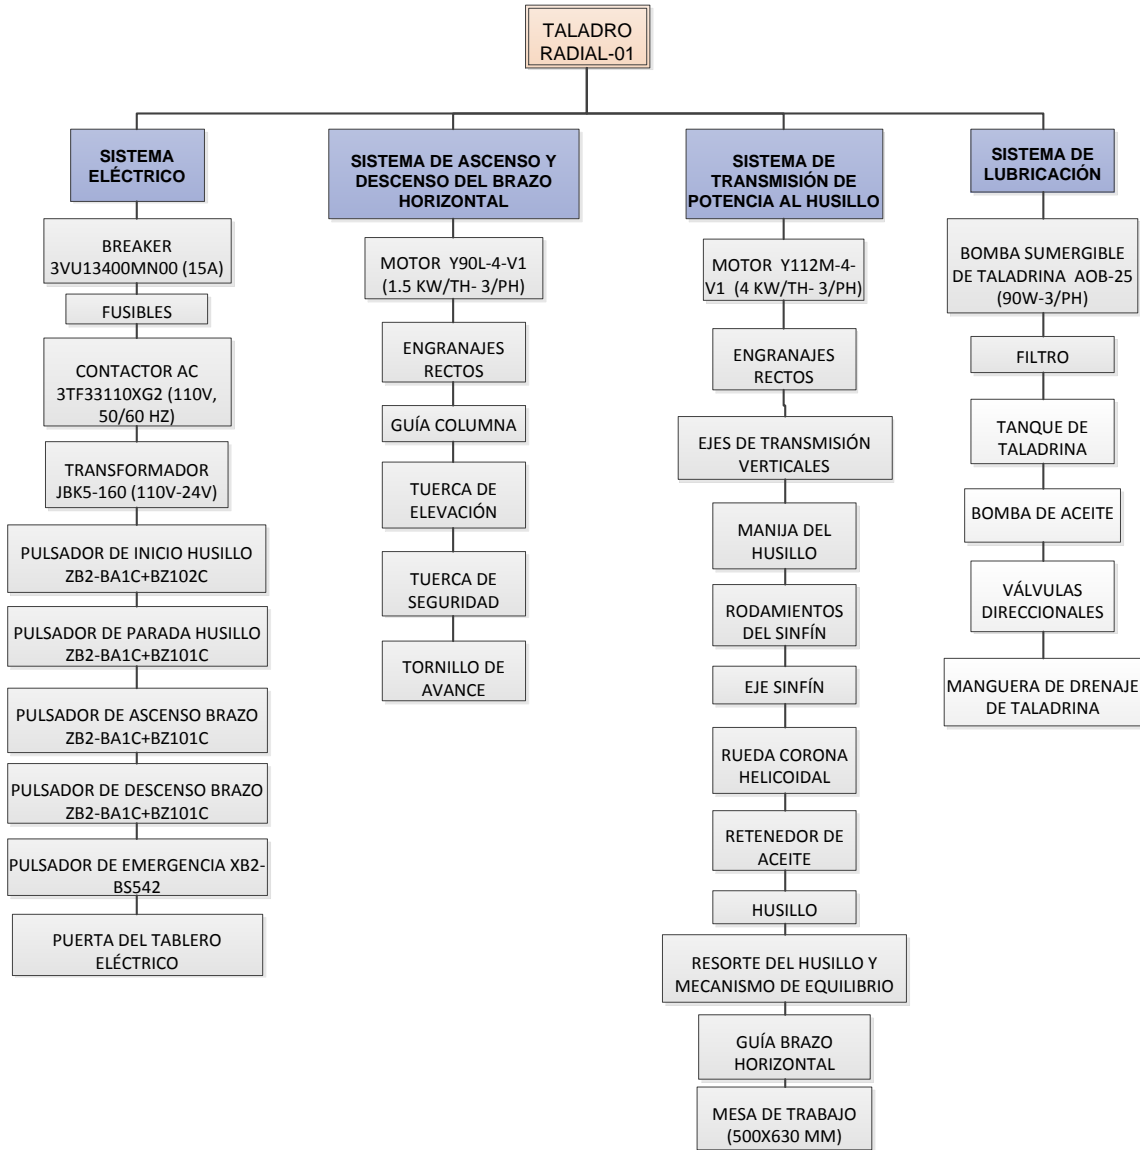 TALADRO
RADIAL-01
SISTEMA
ELÉCTRICO
BREAKER
3VU13400MN00 (15A)
FUSIBLES
CONTACTOR AC
3TF33110XG2 (110V,
50/60 HZ)
TRANSFORMADOR
JBK5-160 (110V-24V)
PULSADOR DE INICIO HUSILLO
ZB2-BA1C+BZ102C
PULSADOR DE PARADA HUSILLO
ZB2-BA1C+BZ101C
PULSADOR DE ASCENSO BRAZO
ZB2-BA1C+BZ101C
PULSADOR DE DESCENSO BRAZO
ZB2-BA1C+BZ101C
PULSADOR DE EMERGENCIA XB2-
BS542
PUERTA DEL TABLERO
ELÉCTRICO
SISTEMA DE ASCENSO Y
DESCENSO DEL BRAZO
HORIZONTAL
MOTOR Y90L-4-V1
(1.5 KW/TH- 3/PH)
ENGRANAJES
RECTOS
GUÍA COLUMNA
TUERCA DE
ELEVACIÓN
TUERCA DE
SEGURIDAD
TORNILLO DE
AVANCE
SISTEMA DE
TRANSMISIÓN DE
POTENCIA AL HUSILLO
MOTOR Y112M-4-
V1 (4 KW/TH- 3/PH)
ENGRANAJES
RECTOS
EJES DE TRANSMISIÓN
VERTICALES
MANIJA DEL
HUSILLO
RODAMIENTOS
DEL SINFÍN
EJE SINFÍN
RUEDA CORONA
HELICOIDAL
RETENEDOR DE
ACEITE
HUSILLO
RESORTE DEL HUSILLO Y
MECANISMO DE EQUILIBRIO
GUÍA BRAZO
HORIZONTAL
MESA DE TRABAJO
(500X630 MM)
SISTEMA DE
LUBRICACIÓN
BOMBA SUMERGIBLE
DE TALADRINA AOB-25
(90W-3/PH)
FILTRO
TANQUE DE
TALADRINA
BOMBA DE ACEITE
VÁLVULAS
DIRECCIONALES
MANGUERA DE DRENAJE
DE TALADRINA